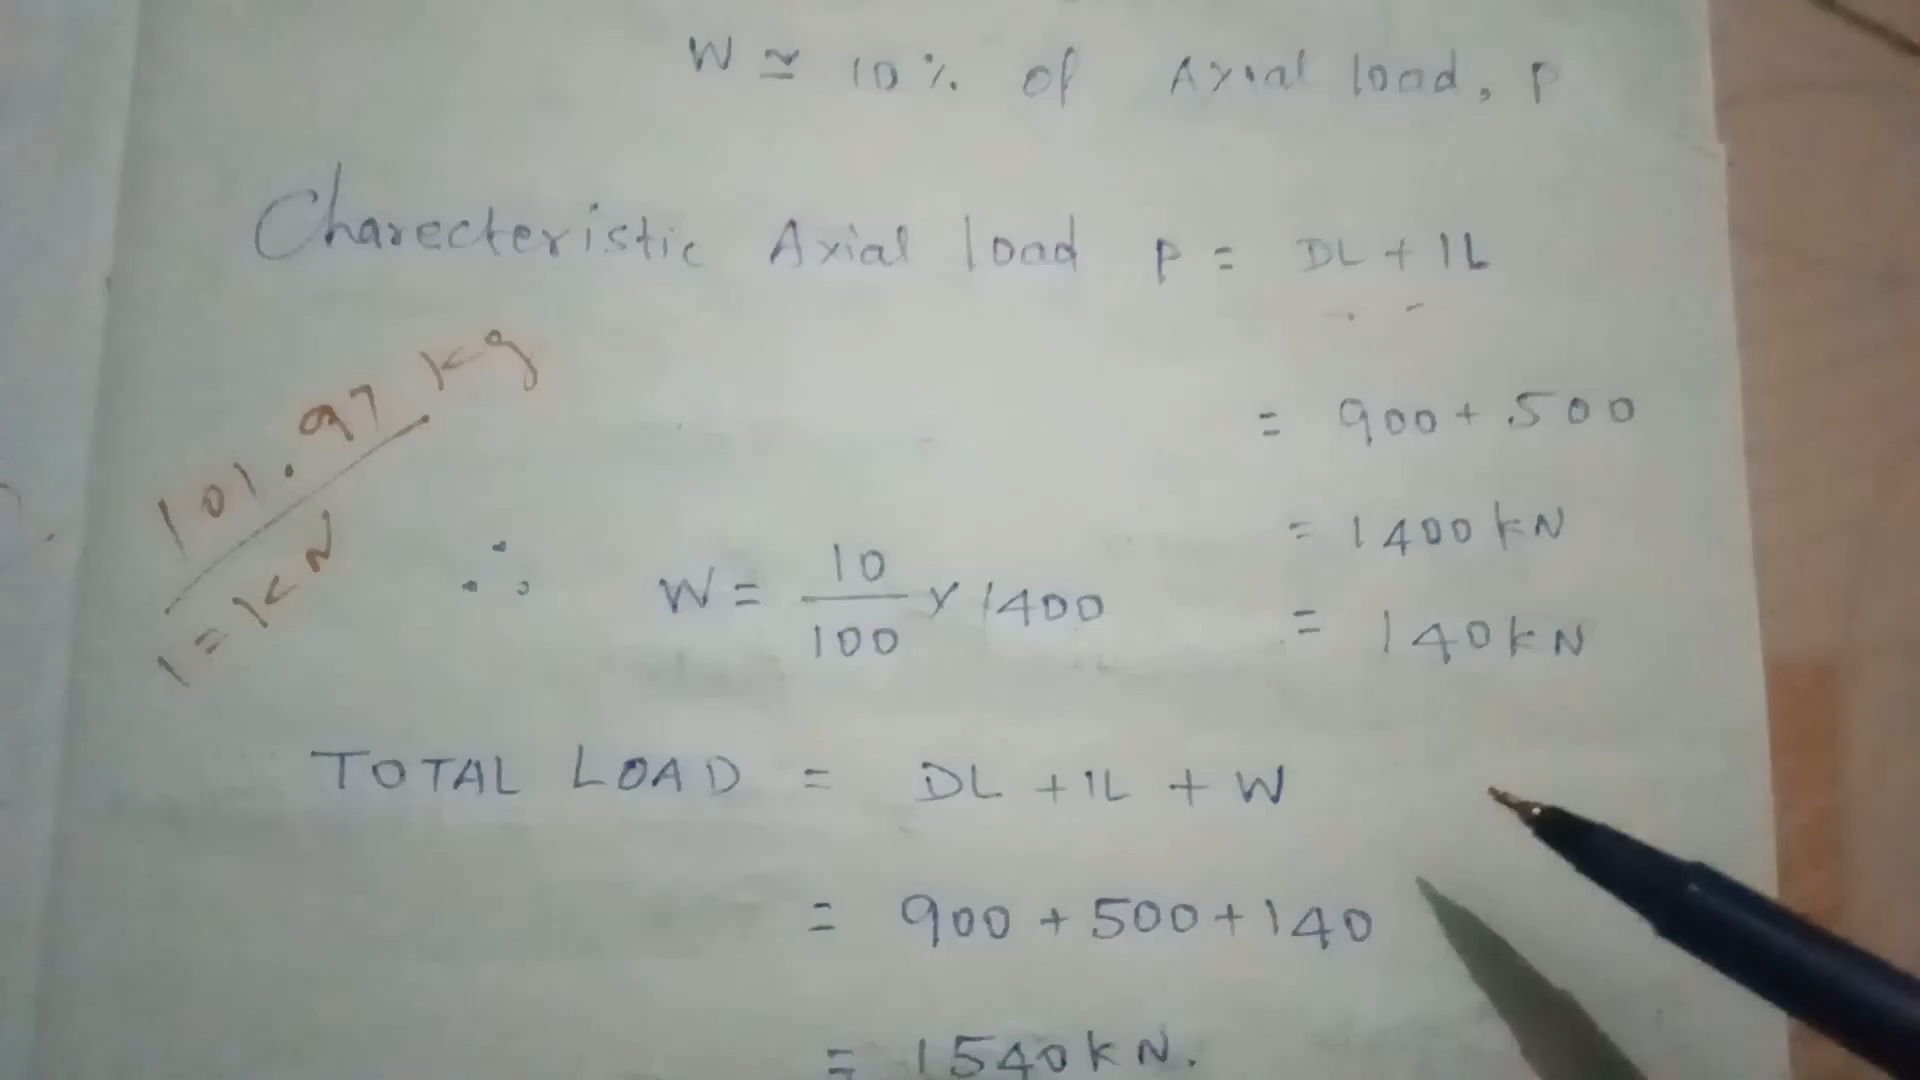 W ≃ 10% of Axial load, P
Charecteristic Axial load P = DL + IL
= 900 + 500
= 1400 kN
101.97 kg
1 = kN
∴ W = 10/100 × 1400 = 140 kN
TOTAL LOAD = DL + IL + W
= 900 + 500 + 140
= 1540 kN.